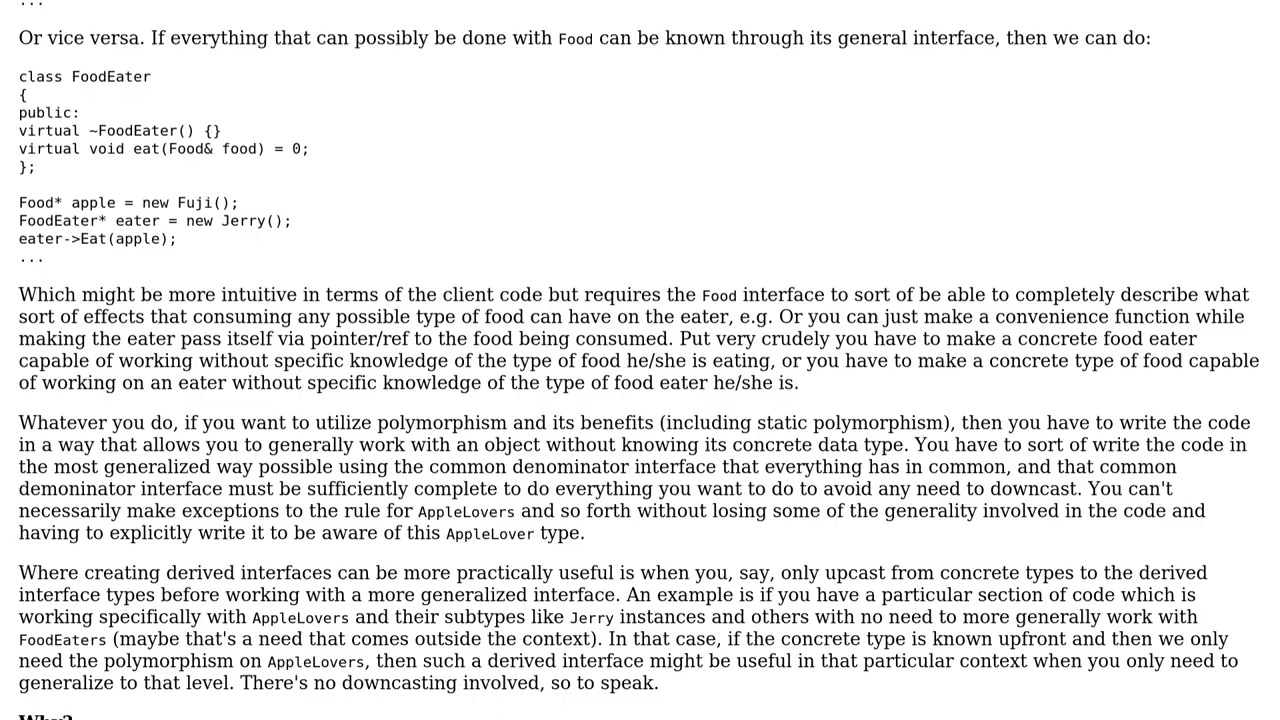 ...
Or vice versa. If everything that can possibly be done with Food can be known through its general interface, then we can do:
class FoodEater
{
public:
virtual ~FoodEater() {}
virtual void eat(Food& food) = 0;
};
Food* apple = new Fuji();
FoodEater* eater = new Jerry();
eater->Eat(apple);
...
Which might be more intuitive in terms of the client code but requires the Food interface to sort of be able to completely describe what
sort of effects that consuming any possible type of food can have on the eater, e.g. Or you can just make a convenience function while
making the eater pass itself via pointer/ref to the food being consumed. Put very crudely you have to make a concrete food eater
capable of working without specific knowledge of the type of food he/she is eating, or you have to make a concrete type of food capable
of working on an eater without specific knowledge of the type of food eater he/she is.
Whatever you do, if you want to utilize polymorphism and its benefits (including static polymorphism), then you have to write the code
in a way that allows you to generally work with an object without knowing its concrete data type. You have to sort of write the code in
the most generalized way possible using the common denominator interface that everything has in common, and that common
demoninator interface must be sufficiently complete to do everything you want to do to avoid any need to downcast. You can't
necessarily make exceptions to the rule for AppleLovers and so forth without losing some of the generality involved in the code and
having to explicitly write it to be aware of this AppleLover type.
Where creating derived interfaces can be more practically useful is when you, say, only upcast from concrete types to the derived
interface types before working with a more generalized interface. An example is if you have a particular section of code which is
working specifically with AppleLovers and their subtypes like Jerry instances and others with no need to more generally work with
FoodEaters (maybe that's a need that comes outside the context). In that case, if the concrete type is known upfront and then we only
need the polymorphism on AppleLovers, then such a derived interface might be useful in that particular context when you only need to
generalize to that level. There's no downcasting involved, so to speak.
Why?